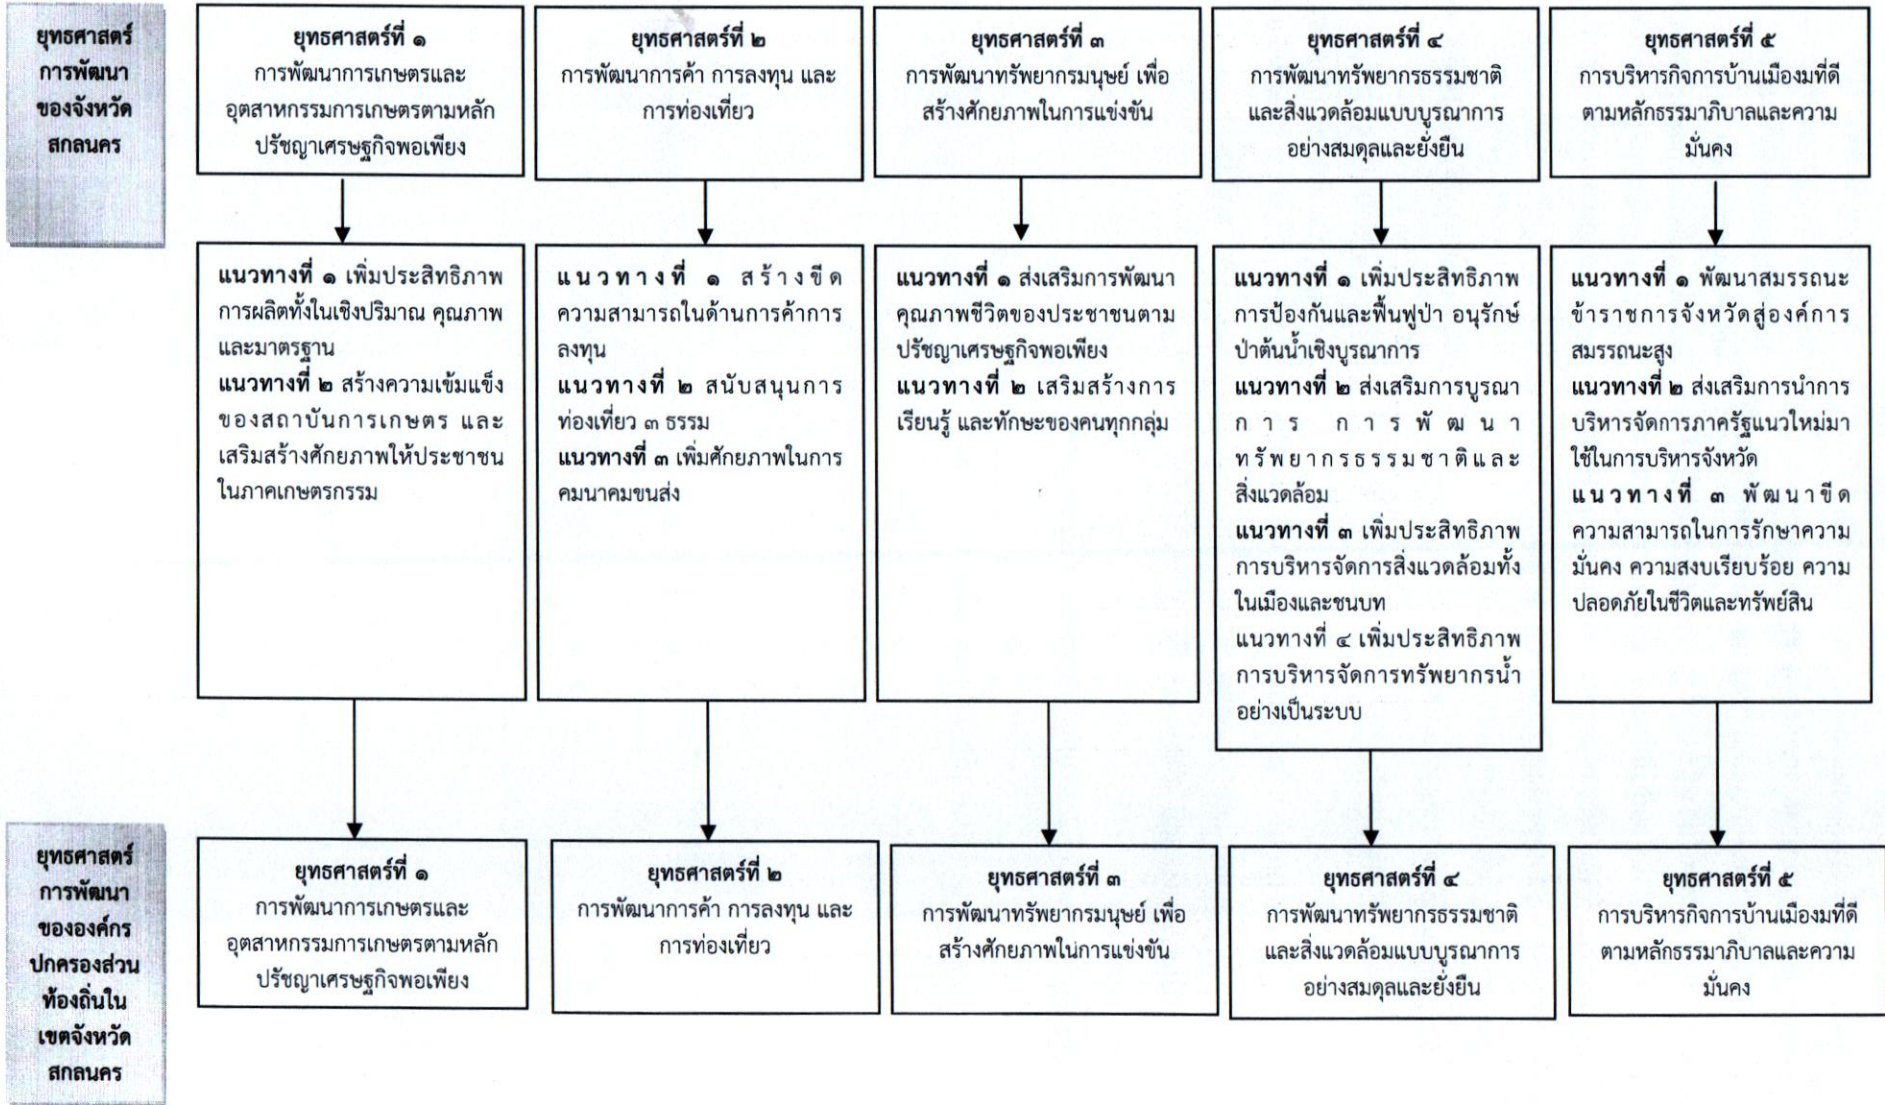 ยุทธศาสตร์
การพัฒนา
ของจังหวัด
สกลนคร
ยุทธศาสตร์ที่ ๑
การพัฒนาการเกษตรและ
อุตสาหกรรมการเกษตรตามหลัก
ปรัชญาเศรษฐกิจพอเพียง
ยุทธศาสตร์ที่ ๒
การพัฒนาการค้า การลงทุน และ
การท่องเที่ยว
ยุทธศาสตร์ที่ ๓
การพัฒนาทรัพยากรมนุษย์ เพื่อ
สร้างศักยภาพในการแข่งขัน
ยุทธศาสตร์ที่ ๔
การพัฒนาทรัพยากรธรรมชาติ
และสิ่งแวดล้อมแบบบูรณาการ
อย่างสมดุลและยั่งยืน
ยุทธศาสตร์ที่ ๕
การบริหารกิจการบ้านเมืองมที่ดี
ตามหลักธรรมาภิบาลและความ
มั่นคง
แนวทางที่ ๑ เพิ่มประสิทธิภาพ
การผลิตทั้งในเชิงปริมาณ คุณภาพ
และมาตรฐาน
แนวทางที่ ๒ สร้างความเข้มแข็ง
ของสถาบันการเกษตร และ
เสริมสร้างศักยภาพให้ประชาชน
ในภาคเกษตรกรรม
แนวทางที่ ๑ สร้างขีด
ความสามารถในด้านการค้าการ
ลงทุน
แนวทางที่ ๒ สนับสนุนการ
ท่องเที่ยว ๓ ธรรม
แนวทางที่ ๓ เพิ่มศักยภาพในการ
คมนาคมขนส่ง
แนวทางที่ ๑ ส่งเสริมการพัฒนา
คุณภาพชีวิตของประชาชนตาม
ปรัชญาเศรษฐกิจพอเพียง
แนวทางที่ ๒ เสริมสร้างการ
เรียนรู้ และทักษะของคนทุกกลุ่ม
แนวทางที่ ๑ เพิ่มประสิทธิภาพ
การป้องกันและฟื้นฟูป่า อนุรักษ์
ป่าต้นน้ำเชิงบูรณาการ
แนวทางที่ ๒ ส่งเสริมการบูรณา
การ การพัฒนา
ทรัพยากรธรรมชาติและ
สิ่งแวดล้อม
แนวทางที่ ๓ เพิ่มประสิทธิภาพ
การบริหารจัดการสิ่งแวดล้อมทั้ง
ในเมืองและชนบท
แนวทางที่ ๔ เพิ่มประสิทธิภาพ
การบริหารจัดการทรัพยากรน้ำ
อย่างเป็นระบบ
แนวทางที่ ๑ พัฒนาสมรรถนะ
ข้าราชการจังหวัดสู่องค์การ
สมรรถนะสูง
แนวทางที่ ๒ ส่งเสริมการนำการ
บริหารจัดการภาครัฐแนวใหม่มา
ใช้ในการบริหารจังหวัด
แนวทางที่ ๓ พัฒนาขีด
ความสามารถในการรักษาความ
มั่นคง ความสงบเรียบร้อย ความ
ปลอดภัยในชีวิตและทรัพย์สิน
ยุทธศาสตร์
การพัฒนา
ขององค์กร
ปกครองส่วน
ท้องถิ่นใน
เขตจังหวัด
สกลนคร
ยุทธศาสตร์ที่ ๑
การพัฒนาการเกษตรและ
อุตสาหกรรมการเกษตรตามหลัก
ปรัชญาเศรษฐกิจพอเพียง
ยุทธศาสตร์ที่ ๒
การพัฒนาการค้า การลงทุน และ
การท่องเที่ยว
ยุทธศาสตร์ที่ ๓
การพัฒนาทรัพยากรมนุษย์ เพื่อ
สร้างศักยภาพในการแข่งขัน
ยุทธศาสตร์ที่ ๔
การพัฒนาทรัพยากรธรรมชาติ
และสิ่งแวดล้อมแบบบูรณาการ
อย่างสมดุลและยั่งยืน
ยุทธศาสตร์ที่ ๕
การบริหารกิจการบ้านเมืองมที่ดี
ตามหลักธรรมาภิบาลและความ
มั่นคง